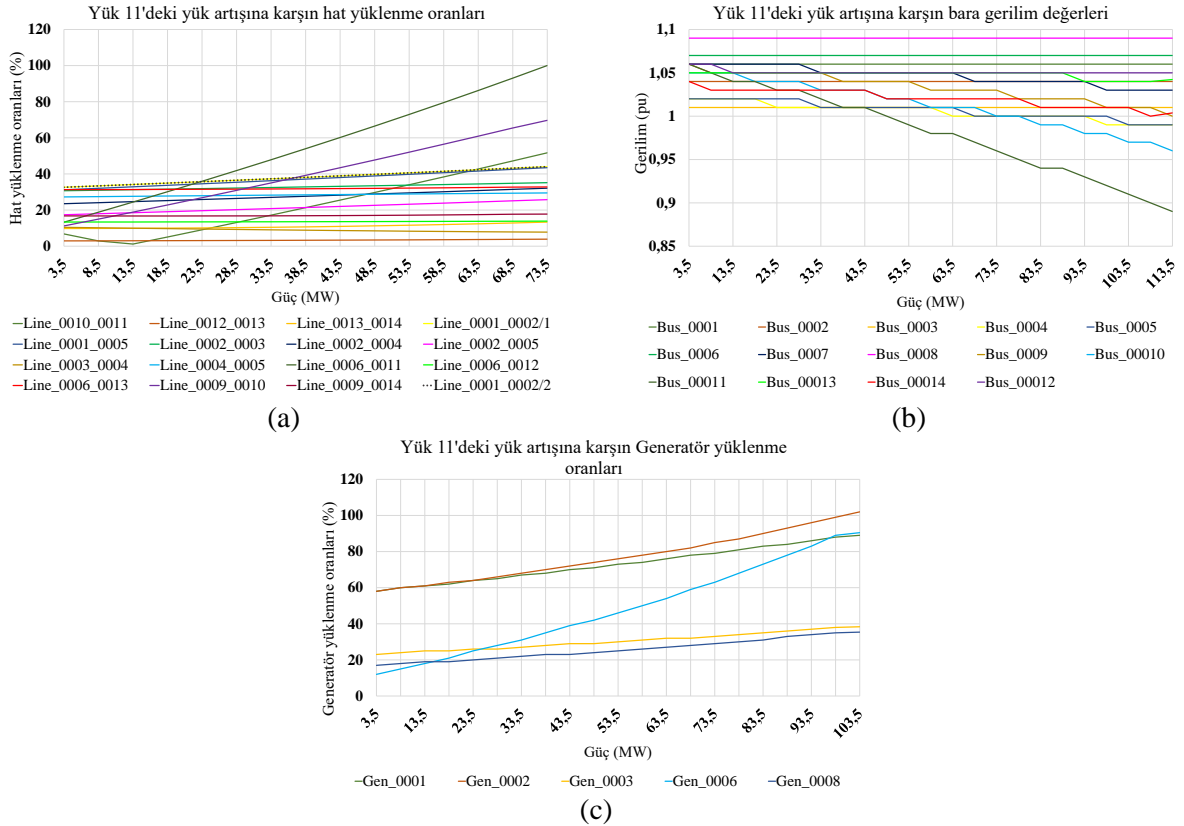 Yük 11'deki yük artışına karşın hat yüklenme oranları
Hat yüklenme oranları (%)
120
100
80
60
40
20
0
3,5
8,5
13,5
18,5
23,5
28,5
33,5
38,5
43,5
48,5
53,5
58,5
63,5
68,5
73,5
Güç (MW)
Line_0010_0011 Line_0012_0013 Line_0013_0014 Line_0001_0002/1
Line_0001_0005 Line_0002_0003 Line_0002_0004 Line_0002_0005
Line_0003_0004 Line_0004_0005 Line_0006_0011 Line_0006_0012
Line_0006_0013 Line_0009_0010 Line_0009_0014 Line_0001_0002/2
(a)
Yük 11'deki yük artışına karşın bara gerilim değerleri
Gerilim (pu)
1,1
1,05
1
0,95
0,9
0,85
3,5
13,5
23,5
33,5
43,5
53,5
63,5
73,5
83,5
93,5
103,5
113,5
Güç (MW)
Bus_0001 Bus_0002 Bus_0003 Bus_0004 Bus_0005
Bus_0006 Bus_0007 Bus_0008 Bus_0009 Bus_00010
Bus_00011 Bus_00013 Bus_00014 Bus_00012
(b)
Yük 11'deki yük artışına karşın Generatör yüklenme
oranları
Generatör yüklenme oranları (%)
120
100
80
60
40
20
0
3,5
13,5
23,5
33,5
43,5
53,5
63,5
73,5
83,5
93,5
103,5
Güç (MW)
Gen_0001 Gen_0002 Gen_0003 Gen_0006 Gen_0008
(c)